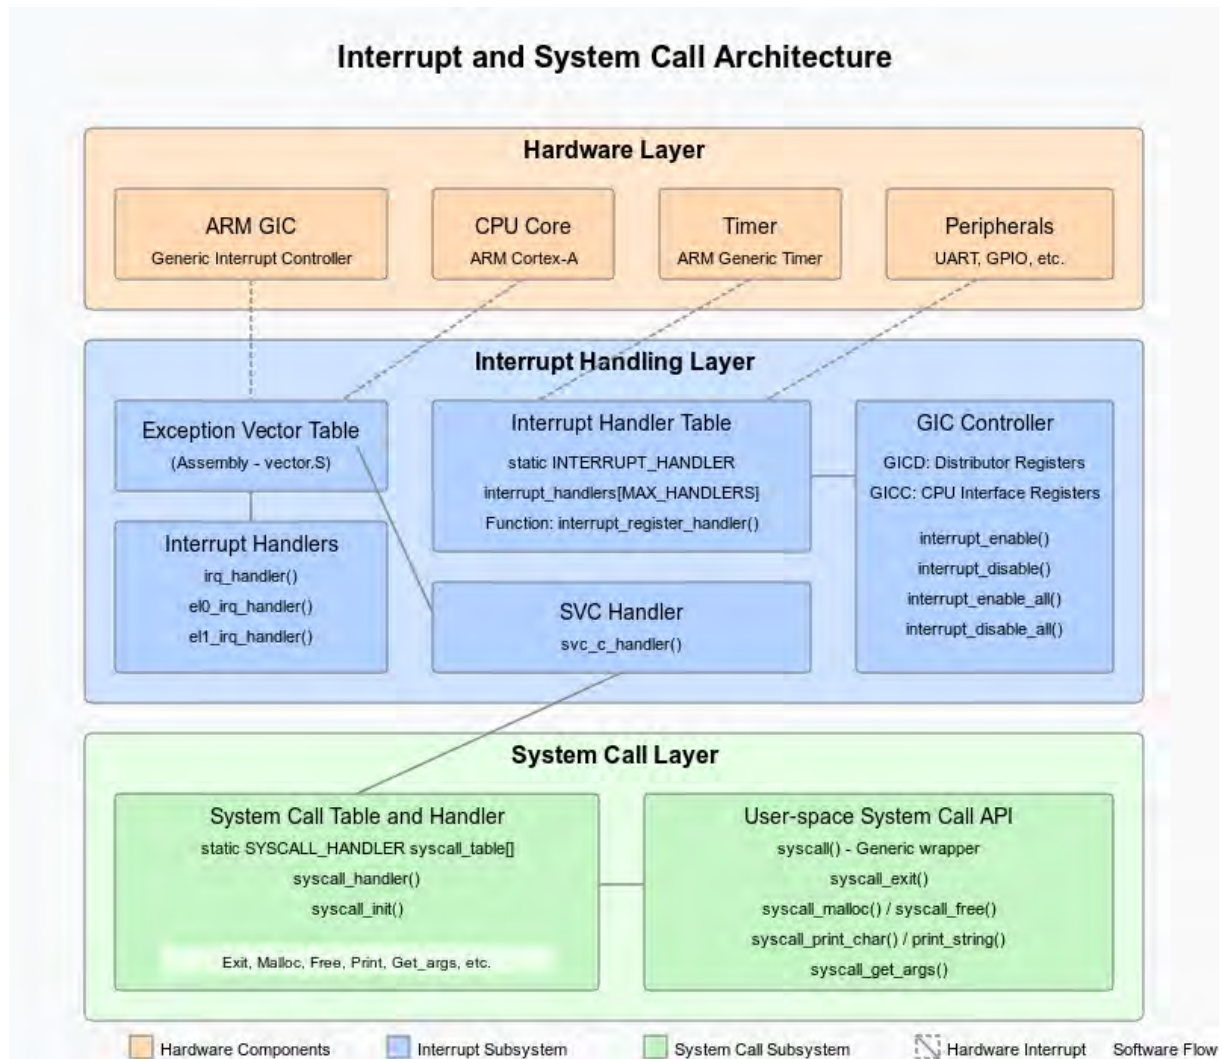 Interrupt and System Call Architecture
Hardware Layer
ARM GIC
Generic Interrupt Controller
CPU Core
ARM Cortex-A
Timer
ARM Generic Timer
Peripherals
UART, GPIO, etc.
Interrupt Handling Layer
Exception Vector Table
(Assembly - vector.S)
Interrupt Handlers
irq_handler()
el0_irq_handler()
el1_irq_handler()
Interrupt Handler Table
static INTERRUPT_HANDLER
interrupt_handlers[MAX_HANDLERS]
Function: interrupt_register_handler()
SVC Handler
svc_c_handler()
GIC Controller
GICD: Distributor Registers
GICC: CPU Interface Registers
interrupt_enable()
interrupt_disable()
interrupt_enable_all()
interrupt_disable_all()
System Call Layer
System Call Table and Handler
static SYSCALL_HANDLER syscall_table[]
syscall_handler()
syscall_init()
Exit, Malloc, Free, Print, Get_args, etc.
User-space System Call API
syscall() - Generic wrapper
syscall_exit()
syscall_malloc() / syscall_free()
syscall_print_char() / print_string()
syscall_get_args()
Hardware Components
Interrupt Subsystem
System Call Subsystem
Hardware Interrupt
Software Flow